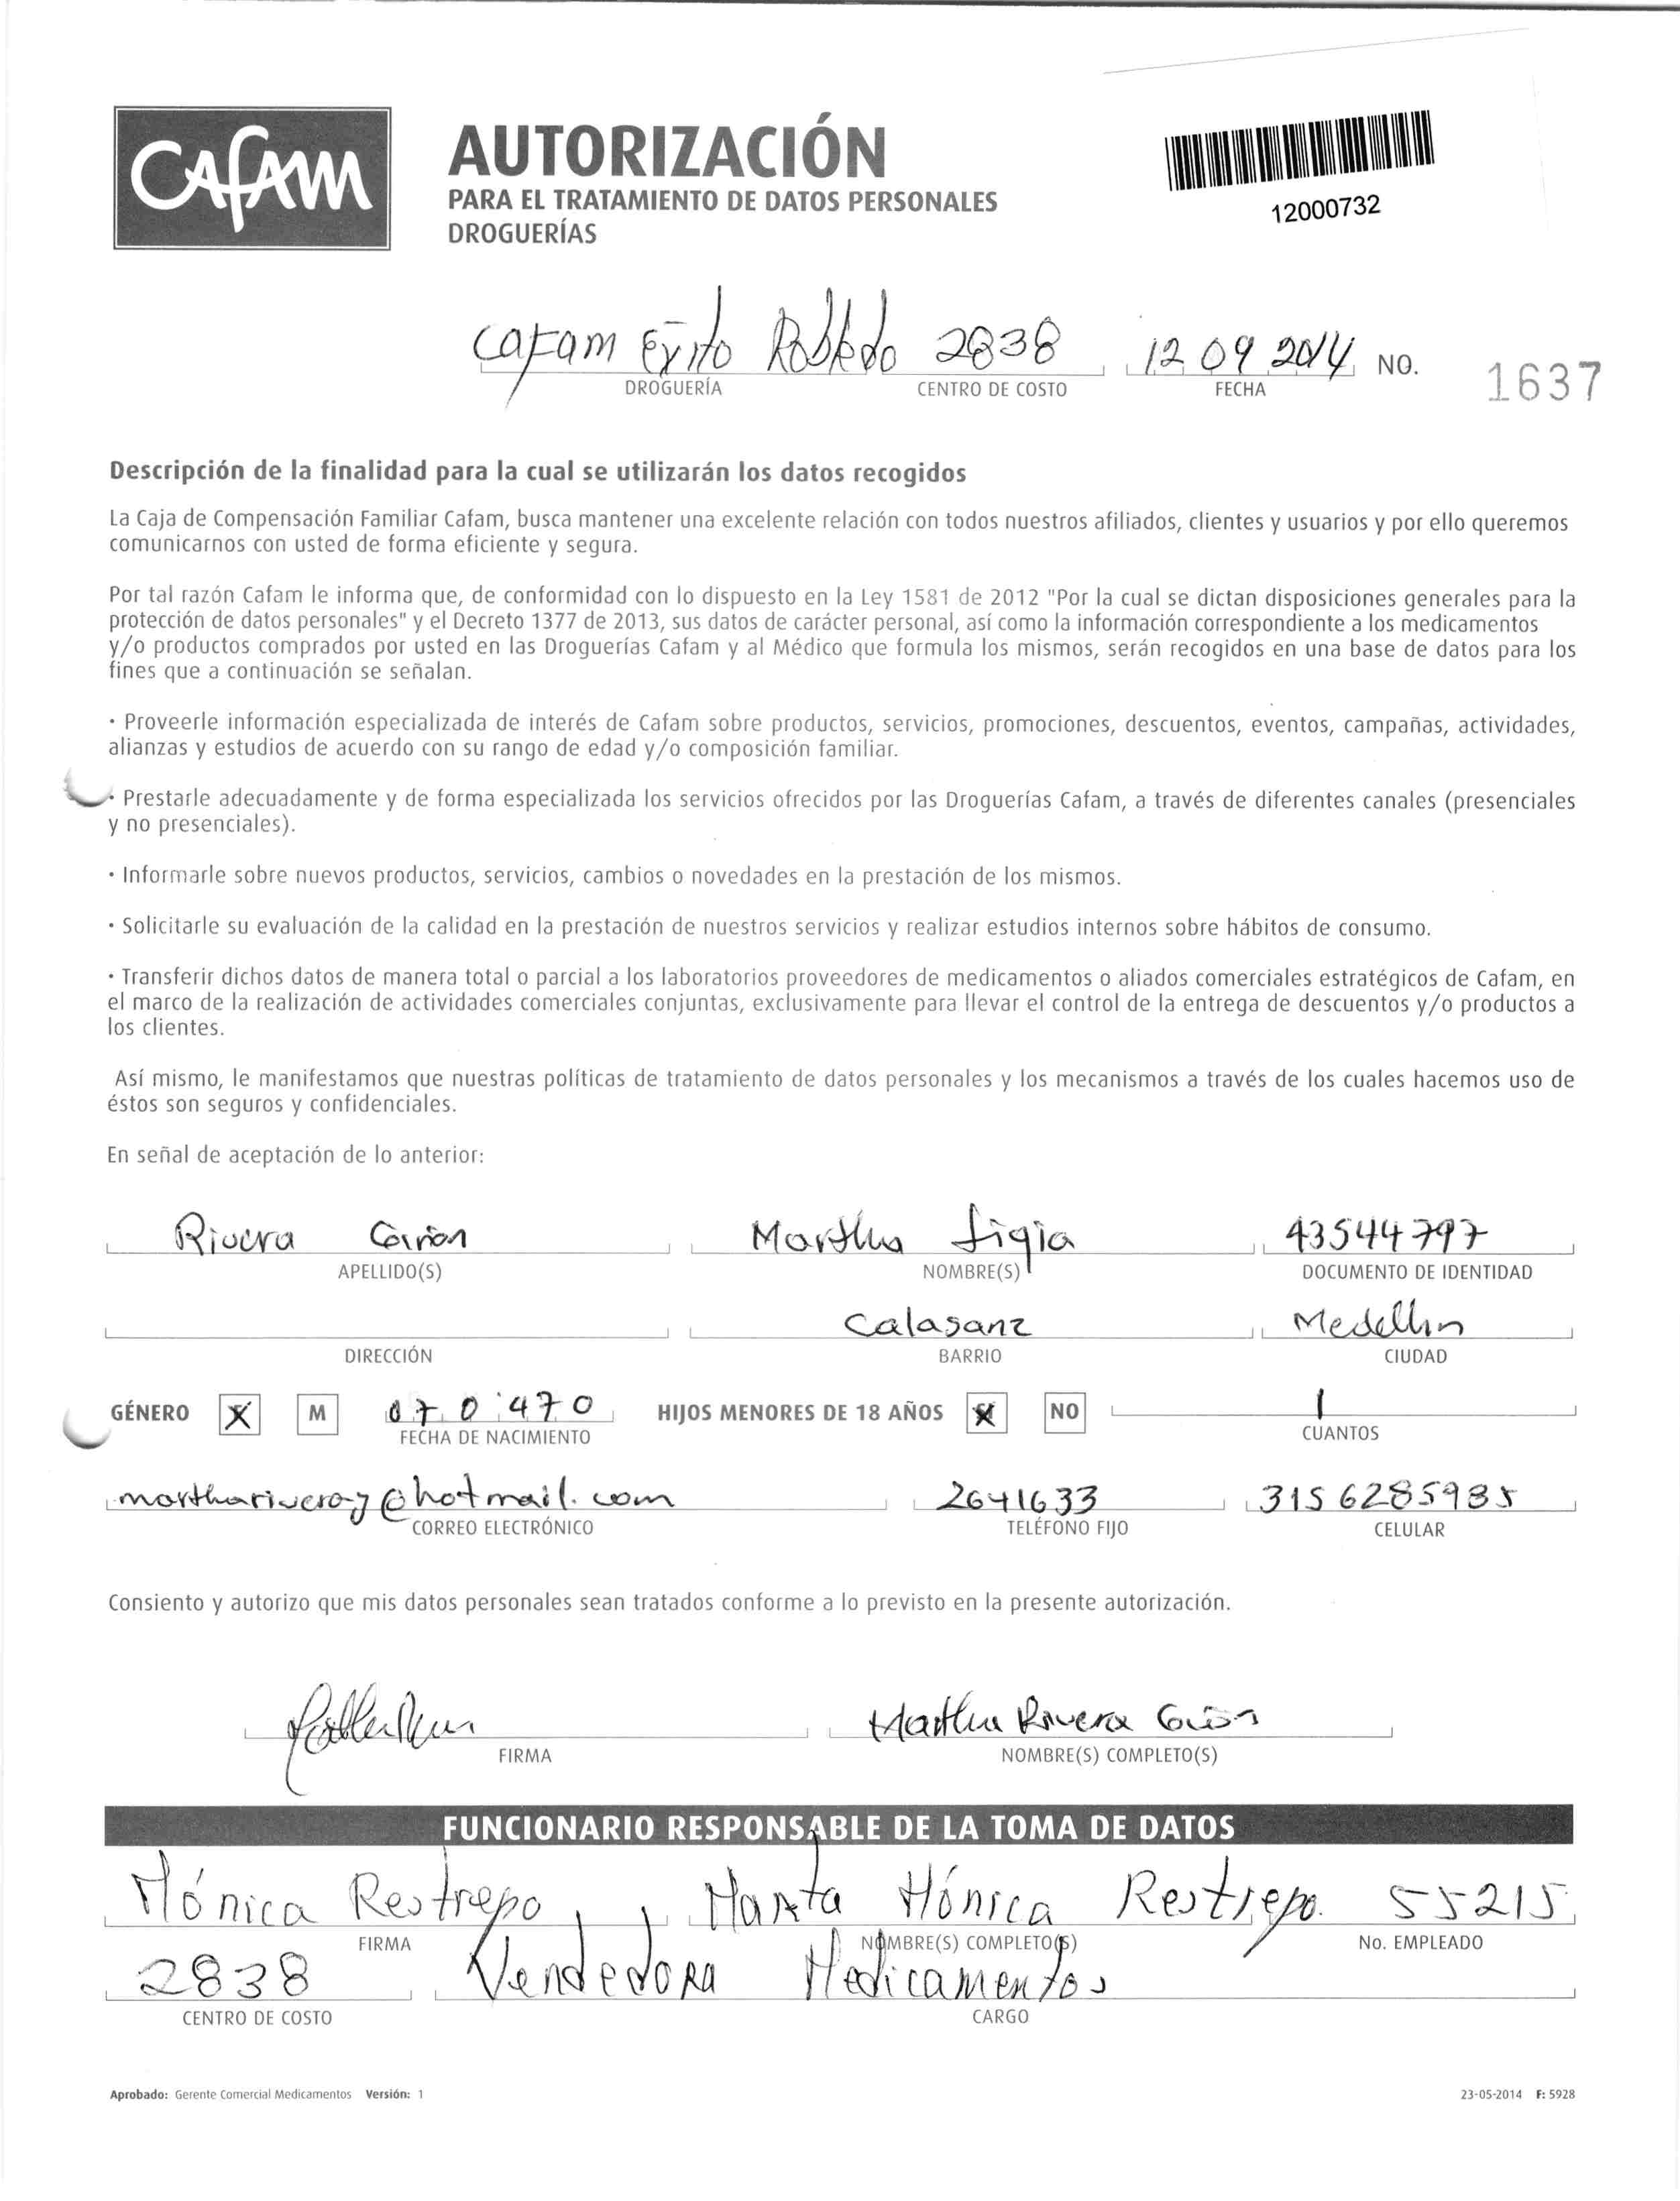 CAFAM
AUTORIZACIÓN
PARA EL TRATAMIENTO DE DATOS PERSONALES
DROGUERÍAS
12000732
Cafam Éxito Robledo 2838 12 09 2014 NO. 1637
DROGUERÍA CENTRO DE COSTO FECHA
Descripción de la finalidad para la cual se utilizarán los datos recogidos
La Caja de Compensación Familiar Cafam, busca mantener una excelente relación con todos nuestros afiliados, clientes y usuarios y por ello queremos
comunicarnos con usted de forma eficiente y segura.
Por tal razón Cafam le informa que, de conformidad con lo dispuesto en la Ley 1581 de 2012 "Por la cual se dictan disposiciones generales para la
protección de datos personales" y el Decreto 1377 de 2013, sus datos de carácter personal, así como la información correspondiente a los medicamentos
y/o productos comprados por usted en las Droguerías Cafam y al Médico que formula los mismos, serán recogidos en una base de datos para los
fines que a continuación se señalan.
• Proveerle información especializada de interés de Cafam sobre productos, servicios, promociones, descuentos, eventos, campañas, actividades,
alianzas y estudios de acuerdo con su rango de edad y/o composición familiar.
• Prestarle adecuadamente y de forma especializada los servicios ofrecidos por las Droguerías Cafam, a través de diferentes canales (presenciales
y no presenciales).
• Informarle sobre nuevos productos, servicios, cambios o novedades en la prestación de los mismos.
• Solicitarle su evaluación de la calidad en la prestación de nuestros servicios y realizar estudios internos sobre hábitos de consumo.
• Transferir dichos datos de manera total o parcial a los laboratorios proveedores de medicamentos o aliados comerciales estratégicos de Cafam, en
el marco de la realización de actividades comerciales conjuntas, exclusivamente para llevar el control de la entrega de descuentos y/o productos a
los clientes.
Así mismo, le manifestamos que nuestras políticas de tratamiento de datos personales y los mecanismos a través de los cuales hacemos uso de
éstos son seguros y confidenciales.
En señal de aceptación de lo anterior:
Rivera Martha Ligia 43544797
APELLIDO(S) NOMBRE(S) DOCUMENTO DE IDENTIDAD
Calasanz Medellin
DIRECCIÓN BARRIO CIUDAD
GÉNERO X M 070470 HIJOS MENORES DE 18 AÑOS X NO 1
FECHA DE NACIMIENTO CUANTOS
2641633 3156285985
CORREO ELECTRÓNICO TELÉFONO FIJO CELULAR
Consiento y autorizo que mis datos personales sean tratados conforme a lo previsto en la presente autorización.
Martha Rivera
FIRMA NOMBRE(S) COMPLETO(S)
FUNCIONARIO RESPONSABLE DE LA TOMA DE DATOS
Mónica Restrepo Marta Mónica Restrepo. 55215
FIRMA NOMBRE(S) COMPLETO(S) No. EMPLEADO
2838 Vendedora Medicamentos
CENTRO DE COSTO CARGO
Aprobado: Gerente Comercial Medicamentos Versión: 1 23-05-2014 F: 5928